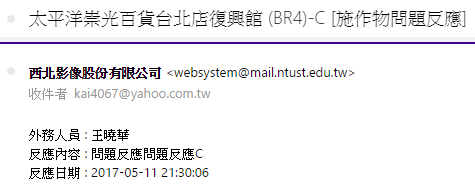 太平洋崇光百貨台北店復興館 (BR4)-C [施作物問題反應]
西北影像股份有限公司 <websystem@mail.ntust.edu.tw>
收件者 kai4067@yahoo.com.tw
外務人員 : 王曉華
反應內容 : 問題反應問題反應C
反應日期 : 2017-05-11 21:30:06